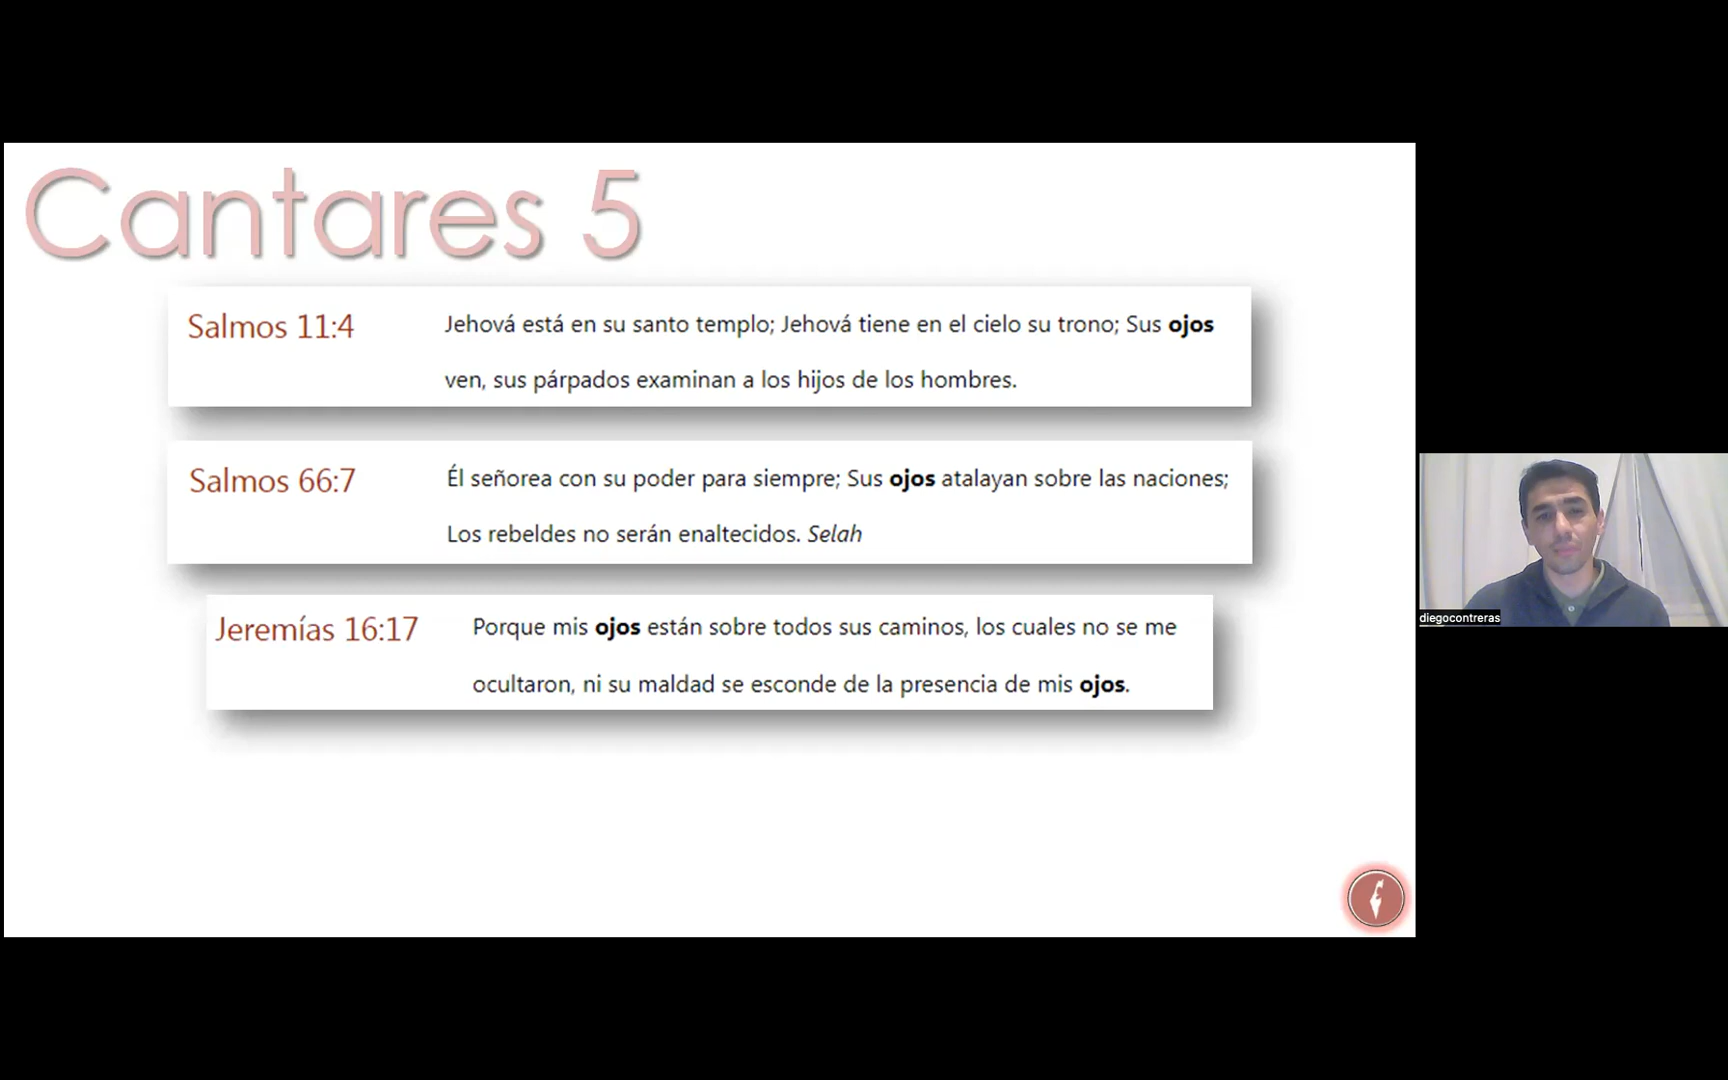 Cantares 5
Salmos 11:4
Jehová está en su santo templo; Jehová tiene en el cielo su trono; Sus ojos
ven, sus párpados examinan a los hijos de los hombres.
Salmos 66:7
Él señorea con su poder para siempre; Sus ojos atalayan sobre las naciones;
Los rebeldes no serán enaltecidos. Selah
Jeremías 16:17
Porque mis ojos están sobre todos sus caminos, los cuales no se me
ocultaron, ni su maldad se esconde de la presencia de mis ojos.
diegocontreras